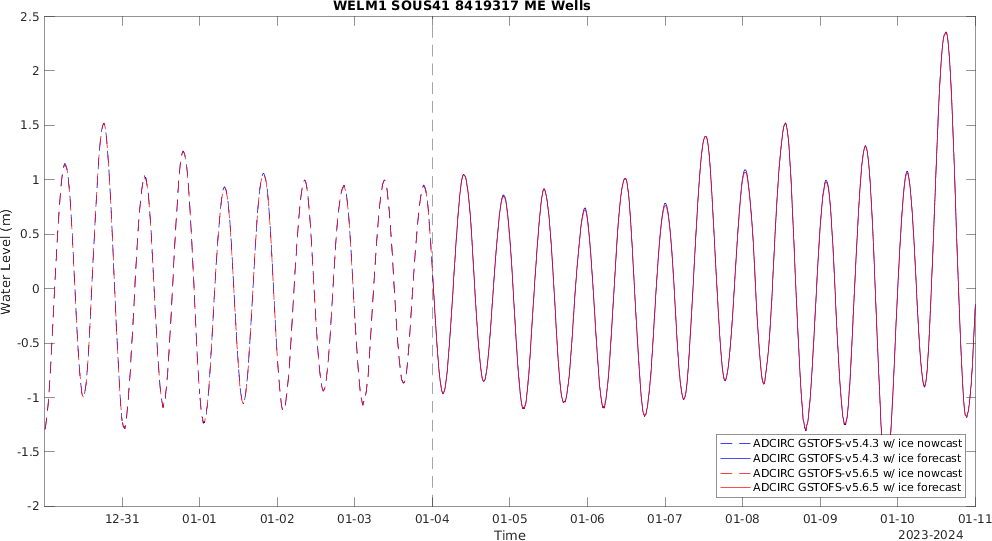 WELM1 SOUS41 8419317 ME Wells
2.5
2
1.5
1
0.5
0
-0.5
-1
-1.5
-2
Water Level (m)
ADCIRC GSTOFS-v5.4.3 w/ ice nowcast
ADCIRC GSTOFS-v5.4.3 w/ ice forecast
ADCIRC GSTOFS-v5.6.5 w/ ice nowcast
ADCIRC GSTOFS-v5.6.5 w/ ice forecast
12-31 01-01 01-02 01-03 01-04 01-05 01-06 01-07 01-08 01-09 01-10 01-11
Time
2023-2024